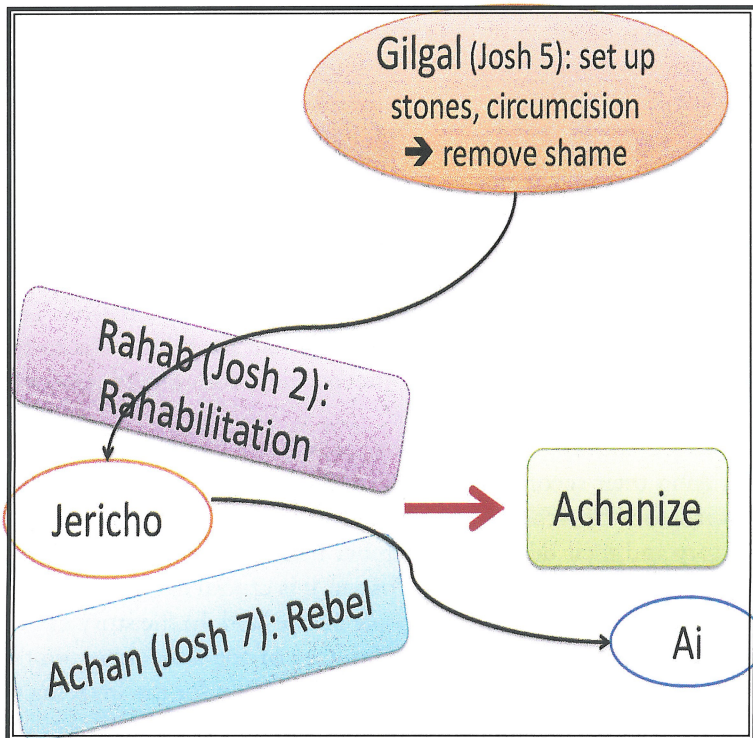 Gilgal (Josh 5): set up
stones, circumcision
➔ remove shame
Rahab (Josh 2):
Rahabilitation
Jericho
Achanize
Achan (Josh 7): Rebel
Ai